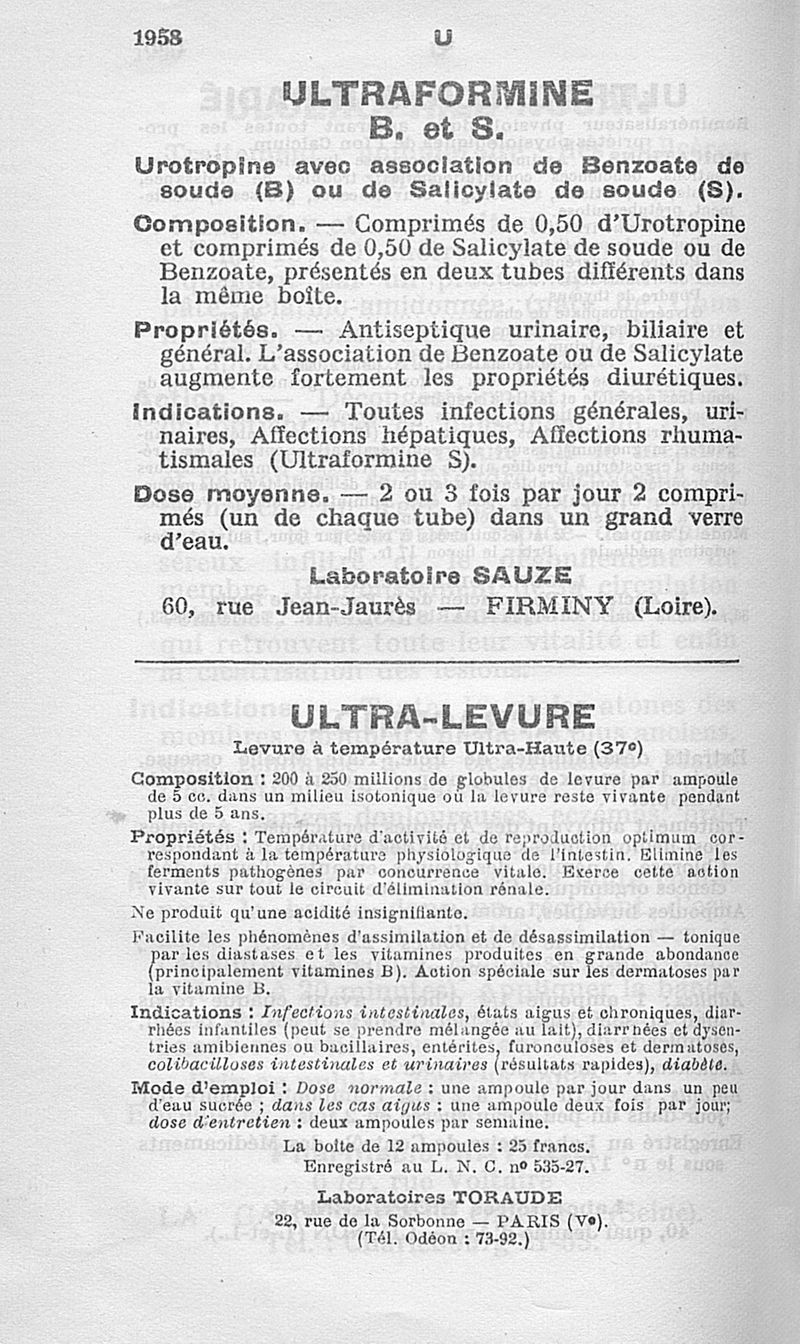 1958
U
ULTRAFORMINE
B. et S.
Urotropine avec association de Benzoate de
soude (B) ou de Salicylate de soude (S).
Composition. — Comprimés de 0,50 d'Urotropine
et comprimés de 0,50 de Salicylate de soude ou de
Benzoate, présentés en deux tubes différents dans
la même boîte.
Propriétés. — Antiseptique urinaire, biliaire et
général. L'association de Benzoate ou de Salicylate
augmente fortement les propriétés diurétiques.
Indications. — Toutes infections générales, uri-
naires, Affections hépatiques, Affections rhuma-
tismales (Ultraformine S).
Dose moyenne. — 2 ou 3 fois par jour 2 compri-
més (un de chaque tube) dans un grand verre
d'eau.
Laboratoire SAUZE
60, rue Jean-Jaurès — FIRMINY (Loire).
ULTRA-LEVURE
Levure à température Ultra-Haute (37°)
Composition : 200 à 250 millions de globules de levure par ampoule
de 5 cc. dans un milieu isotonique où la levure reste vivante pendant
plus de 5 ans.
Propriétés : Température d'activité et de reproduction optimum cor-
respondant à la température physiologique de l'intestin. Elimine les
ferments pathogènes par concurrence vitale. Exerce cette action
vivante sur tout le circuit d'élimination rénale.
Ne produit qu'une acidité insignifiante.
Facilite les phénomènes d'assimilation et de désassimilation — tonique
par les diastases et les vitamines produites en grande abondance
(principalement vitamines B). Action spéciale sur les dermatoses par
la vitamine B.
Indications : Infections intestinales, états aigus et chroniques, diar-
rhées infantiles (peut se prendre mélangée au lait), diarrhées et dysen-
tries amibiennes ou bacillaires, entérites, furonculoses et dermatoses,
colibacilloses intestinales et urinaires (résultats rapides), diabète.
Mode d'emploi : Dose normale : une ampoule par jour dans un peu
d'eau sucrée ; dans les cas aigus : une ampoule deux fois par jour;
dose d'entretien : deux ampoules par semaine.
La boîte de 12 ampoules : 25 francs.
Enregistré au L. N. C. n° 535-27.
Laboratoires TORAUDE
22, rue de la Sorbonne — PARIS (Ve).
(Tél. Odéon : 73-92.)